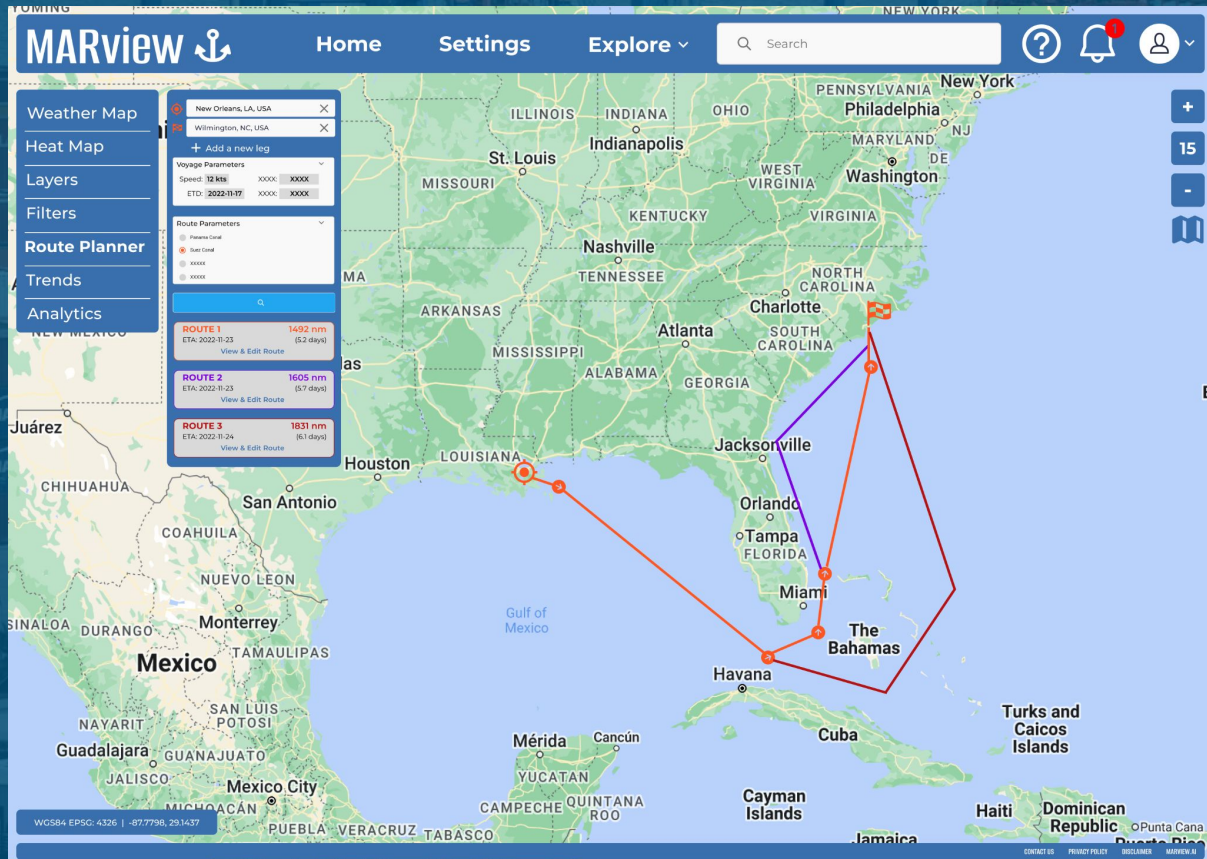 YOMING
NEW YORK
MARview
Home
Settings
Explore
Search
1
Weather Map
Heat Map
Layers
Filters
Route Planner
Trends
Analytics
New Orleans, LA, USA
Wilmington, NC, USA
+ Add a new leg
Voyage Parameters
Speed: 12 kts XXXX: XXXX
ETD: 2022-11-17 XXXX: XXXX
Route Parameters
Panama Canal
Suez Canal
XXXXX
XXXXX
ROUTE 1 1492 nm
ETA: 2022-11-23 (5.2 days)
View & Edit Route
ROUTE 2 1605 nm
ETA: 2022-11-23 (5.7 days)
View & Edit Route
ROUTE 3 1831 nm
ETA: 2022-11-24 (6.1 days)
View & Edit Route
+
15
-
New York
PENNSYLVANIA
Philadelphia
ILLINOIS
INDIANA
OHIO
NJ
Indianapolis
MARYLAND
St. Louis
DE
WEST
VIRGINIA
Washington
MISSOURI
KENTUCKY
VIRGINIA
Nashville
TENNESSEE
NORTH
CAROLINA
MA
ARKANSAS
Charlotte
Atlanta
SOUTH
CAROLINA
NEW MEXICO
MISSISSIPPI
las
ALABAMA
GEORGIA
Juárez
Jacksonville
Houston
LOUISIANA
CHIHUAHUA
San Antonio
Orlando
COAHUILA
Tampa
FLORIDA
NUEVO LEON
Miami
Gulf of
Mexico
SINALOA
DURANGO
Monterrey
The
Bahamas
TAMAULIPAS
Mexico
Havana
SAN LUIS
POTOSI
NAYARIT
Turks and
Caicos
Islands
Mérida
Cancún
Cuba
Guadalajara
GUANAJUATO
JALISCO
YUCATAN
Mexico City
MICHOACÁN
CAMPECHE
QUINTANA
ROO
Cayman
Islands
Haiti
Dominican
Republic
Punta Cana
WGS84 EPSG: 4326 | -87.7798, 29.1437
PUEBLA
VERACRUZ
TABASCO
Jamaica
Puerto Rico
CONTACT US PRIVACY POLICY DISCLAIMER MARVIEW.AI